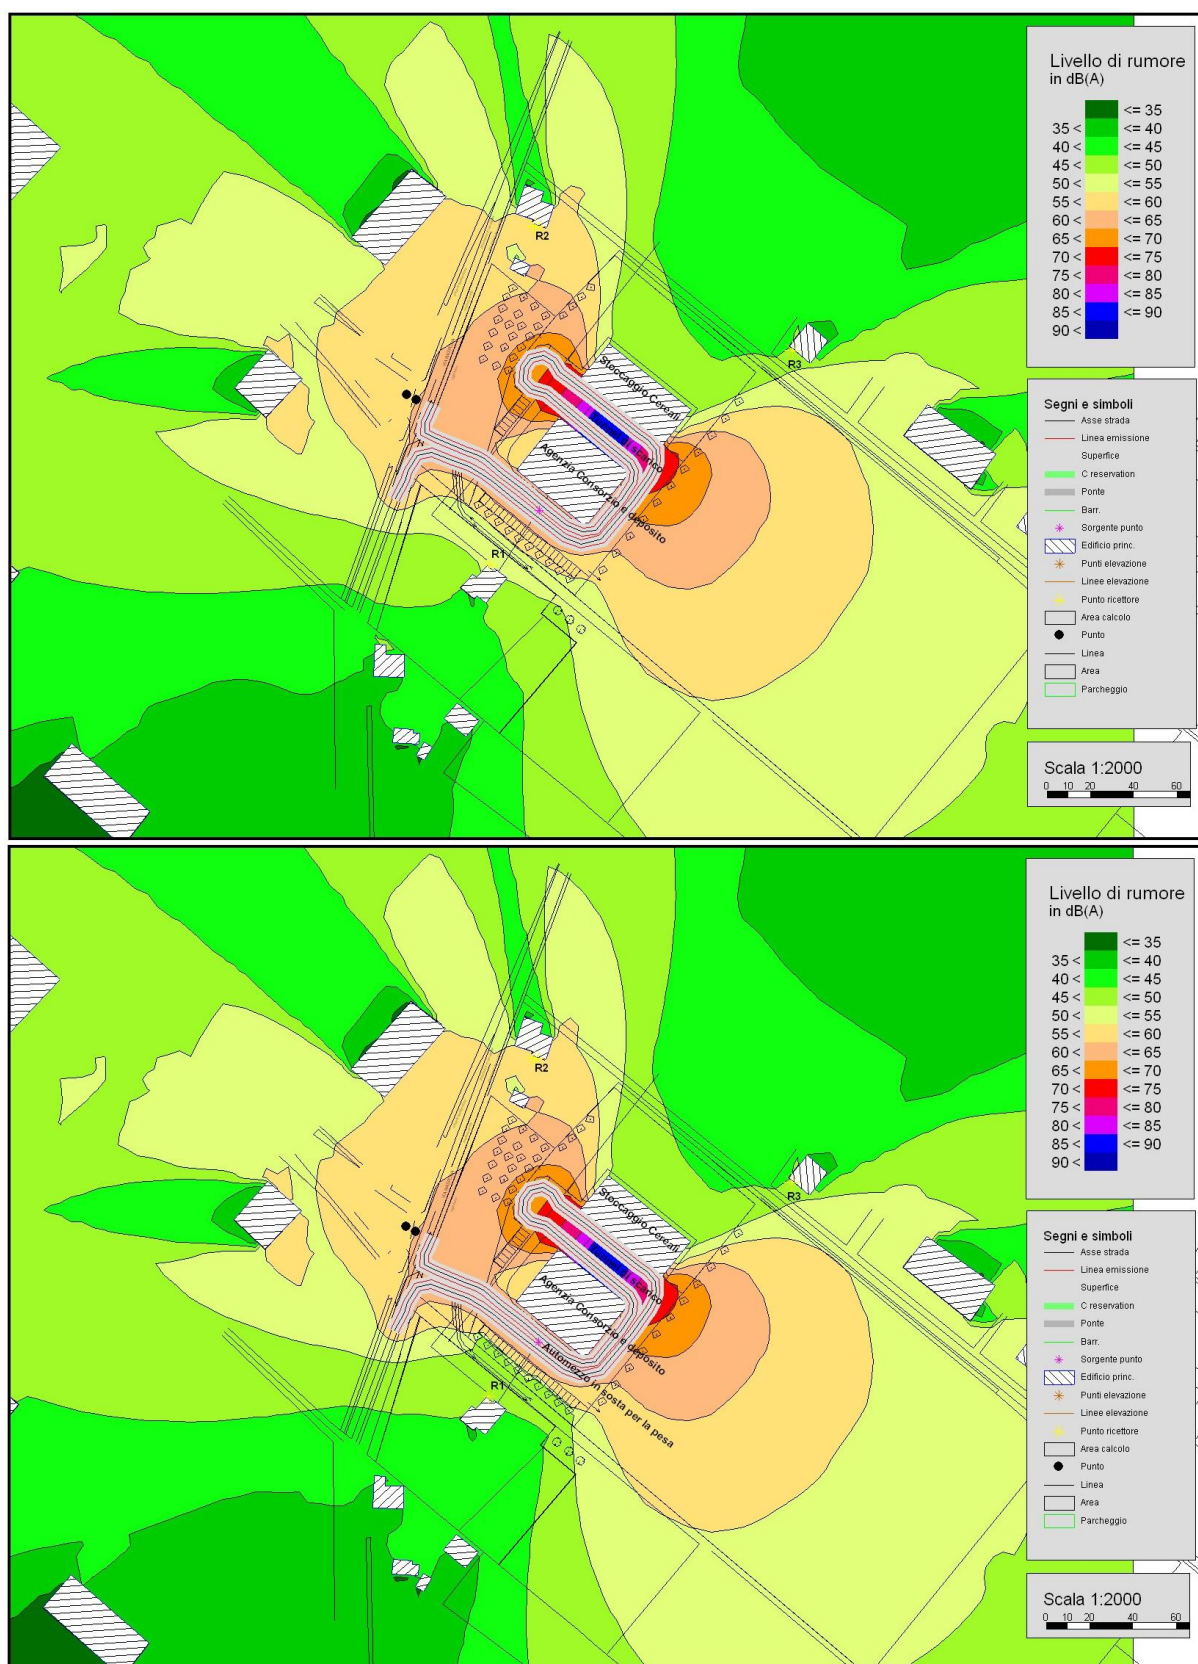 Livello di rumore
in dB(A)
<= 35
35 < <= 40
40 < <= 45
45 < <= 50
50 < <= 55
55 < <= 60
60 < <= 65
65 < <= 70
70 < <= 75
75 < <= 80
80 < <= 85
85 < <= 90
90 <
Segni e simboli
Asse strada
Linea emissione
Superfice
C reservation
Ponte
Barr.
Sorgente punto
Edificio princ.
Punti elevazione
Linee elevazione
Punto ricettore
Area calcolo
Punto
Linea
Area
Parcheggio
Scala 1:2000
0 10 20 40 60
R2
R3
Stoccaggio Cereali
Agenzia Consorzio e deposito
R1
Livello di rumore
in dB(A)
<= 35
35 < <= 40
40 < <= 45
45 < <= 50
50 < <= 55
55 < <= 60
60 < <= 65
65 < <= 70
70 < <= 75
75 < <= 80
80 < <= 85
85 < <= 90
90 <
Segni e simboli
Asse strada
Linea emissione
Superfice
C reservation
Ponte
Barr.
Sorgente punto
Edificio princ.
Punti elevazione
Linee elevazione
Punto ricettore
Area calcolo
Punto
Linea
Area
Parcheggio
Scala 1:2000
0 10 20 40 60
R2
R3
Stoccaggio Cereali
Agenzia Consorzio e deposito
Automezzo in sosta per la pesa
R1